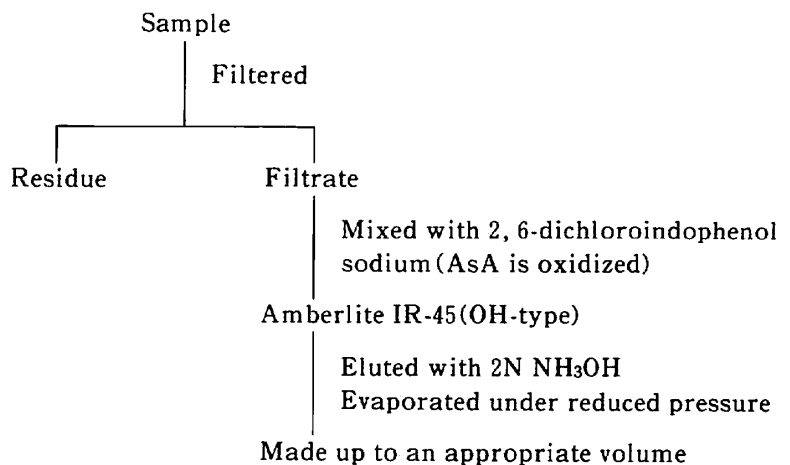 Sample
Filtered
Residue
Filtrate
Mixed with 2, 6-dichloroindophenol
sodium(AsA is oxidized)
Amberlite IR-45(OH-type)
Eluted with 2N NH₃OH
Evaporated under reduced pressure
Made up to an appropriate volume